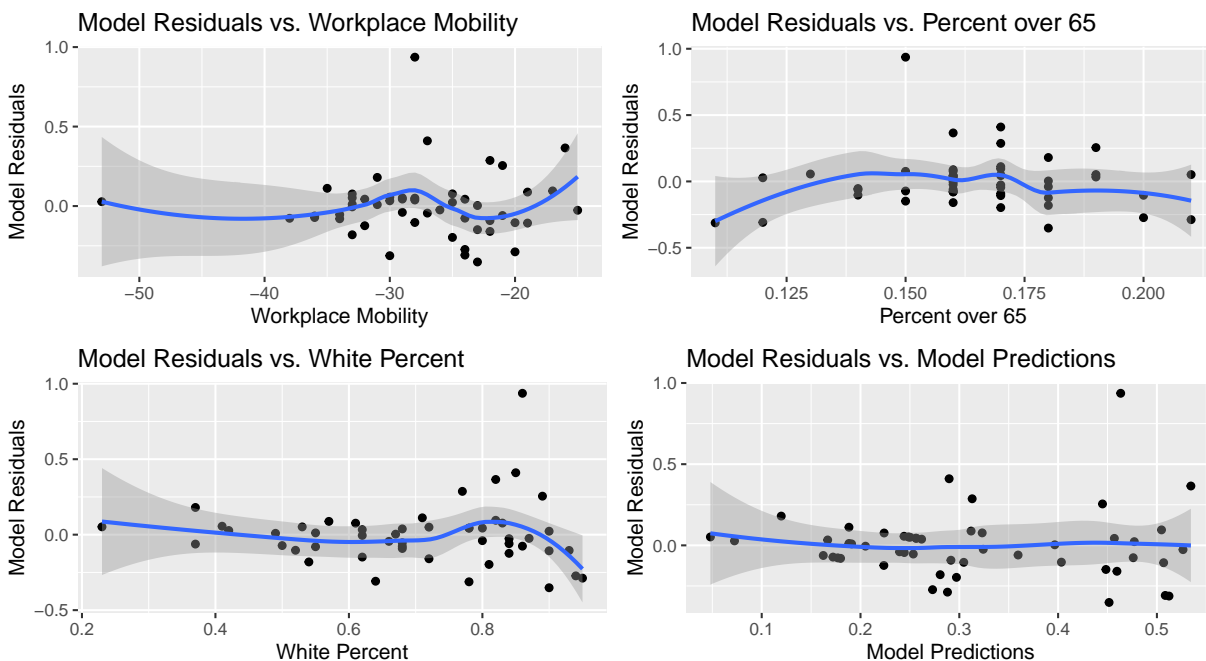 Model Residuals vs. Workplace Mobility
Model Residuals
1.0
0.5
0.0
−50 −40 −30 −20
Workplace Mobility
Model Residuals vs. Percent over 65
Model Residuals
1.0
0.5
0.0
−0.5
0.125 0.150 0.175 0.200
Percent over 65
Model Residuals vs. White Percent
Model Residuals
1.0
0.5
0.0
−0.5
0.2 0.4 0.6 0.8
White Percent
Model Residuals vs. Model Predictions
Model Residuals
1.0
0.5
0.0
0.1 0.2 0.3 0.4 0.5
Model Predictions